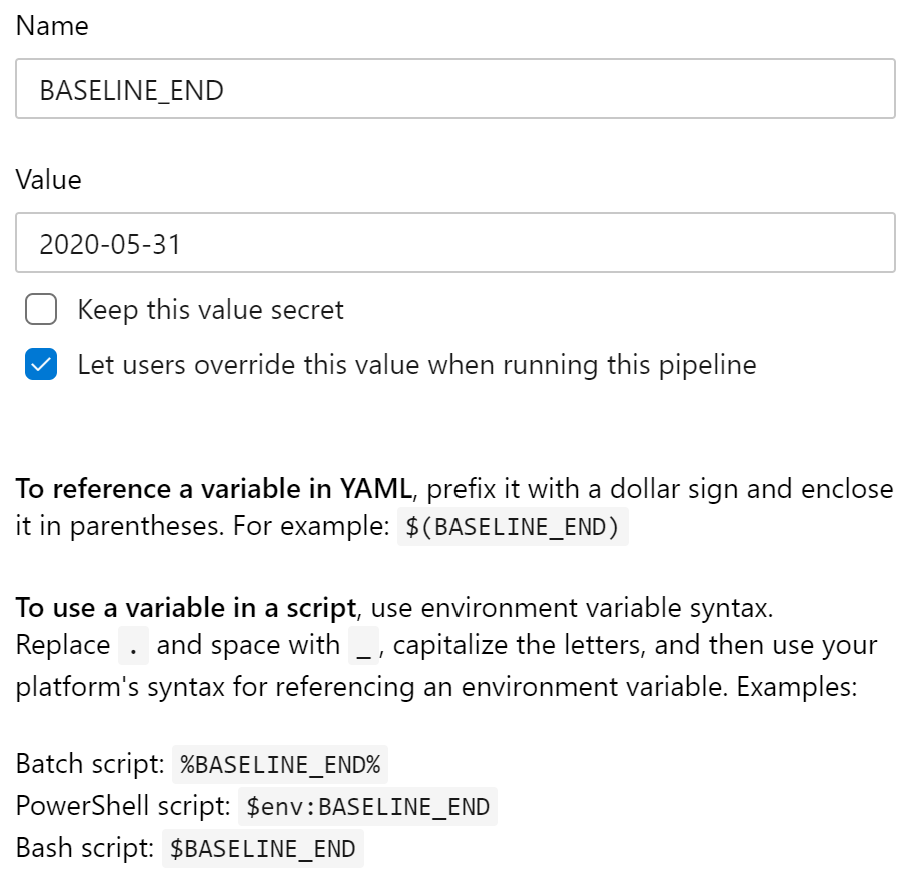 Name
BASELINE_END
Value
2020-05-31
Keep this value secret
Let users override this value when running this pipeline
To reference a variable in YAML, prefix it with a dollar sign and enclose
it in parentheses. For example: $(BASELINE_END)
To use a variable in a script, use environment variable syntax.
Replace . and space with _, capitalize the letters, and then use your
platform's syntax for referencing an environment variable. Examples:
Batch script: %BASELINE_END%
PowerShell script: $env:BASELINE_END
Bash script: $BASELINE_END